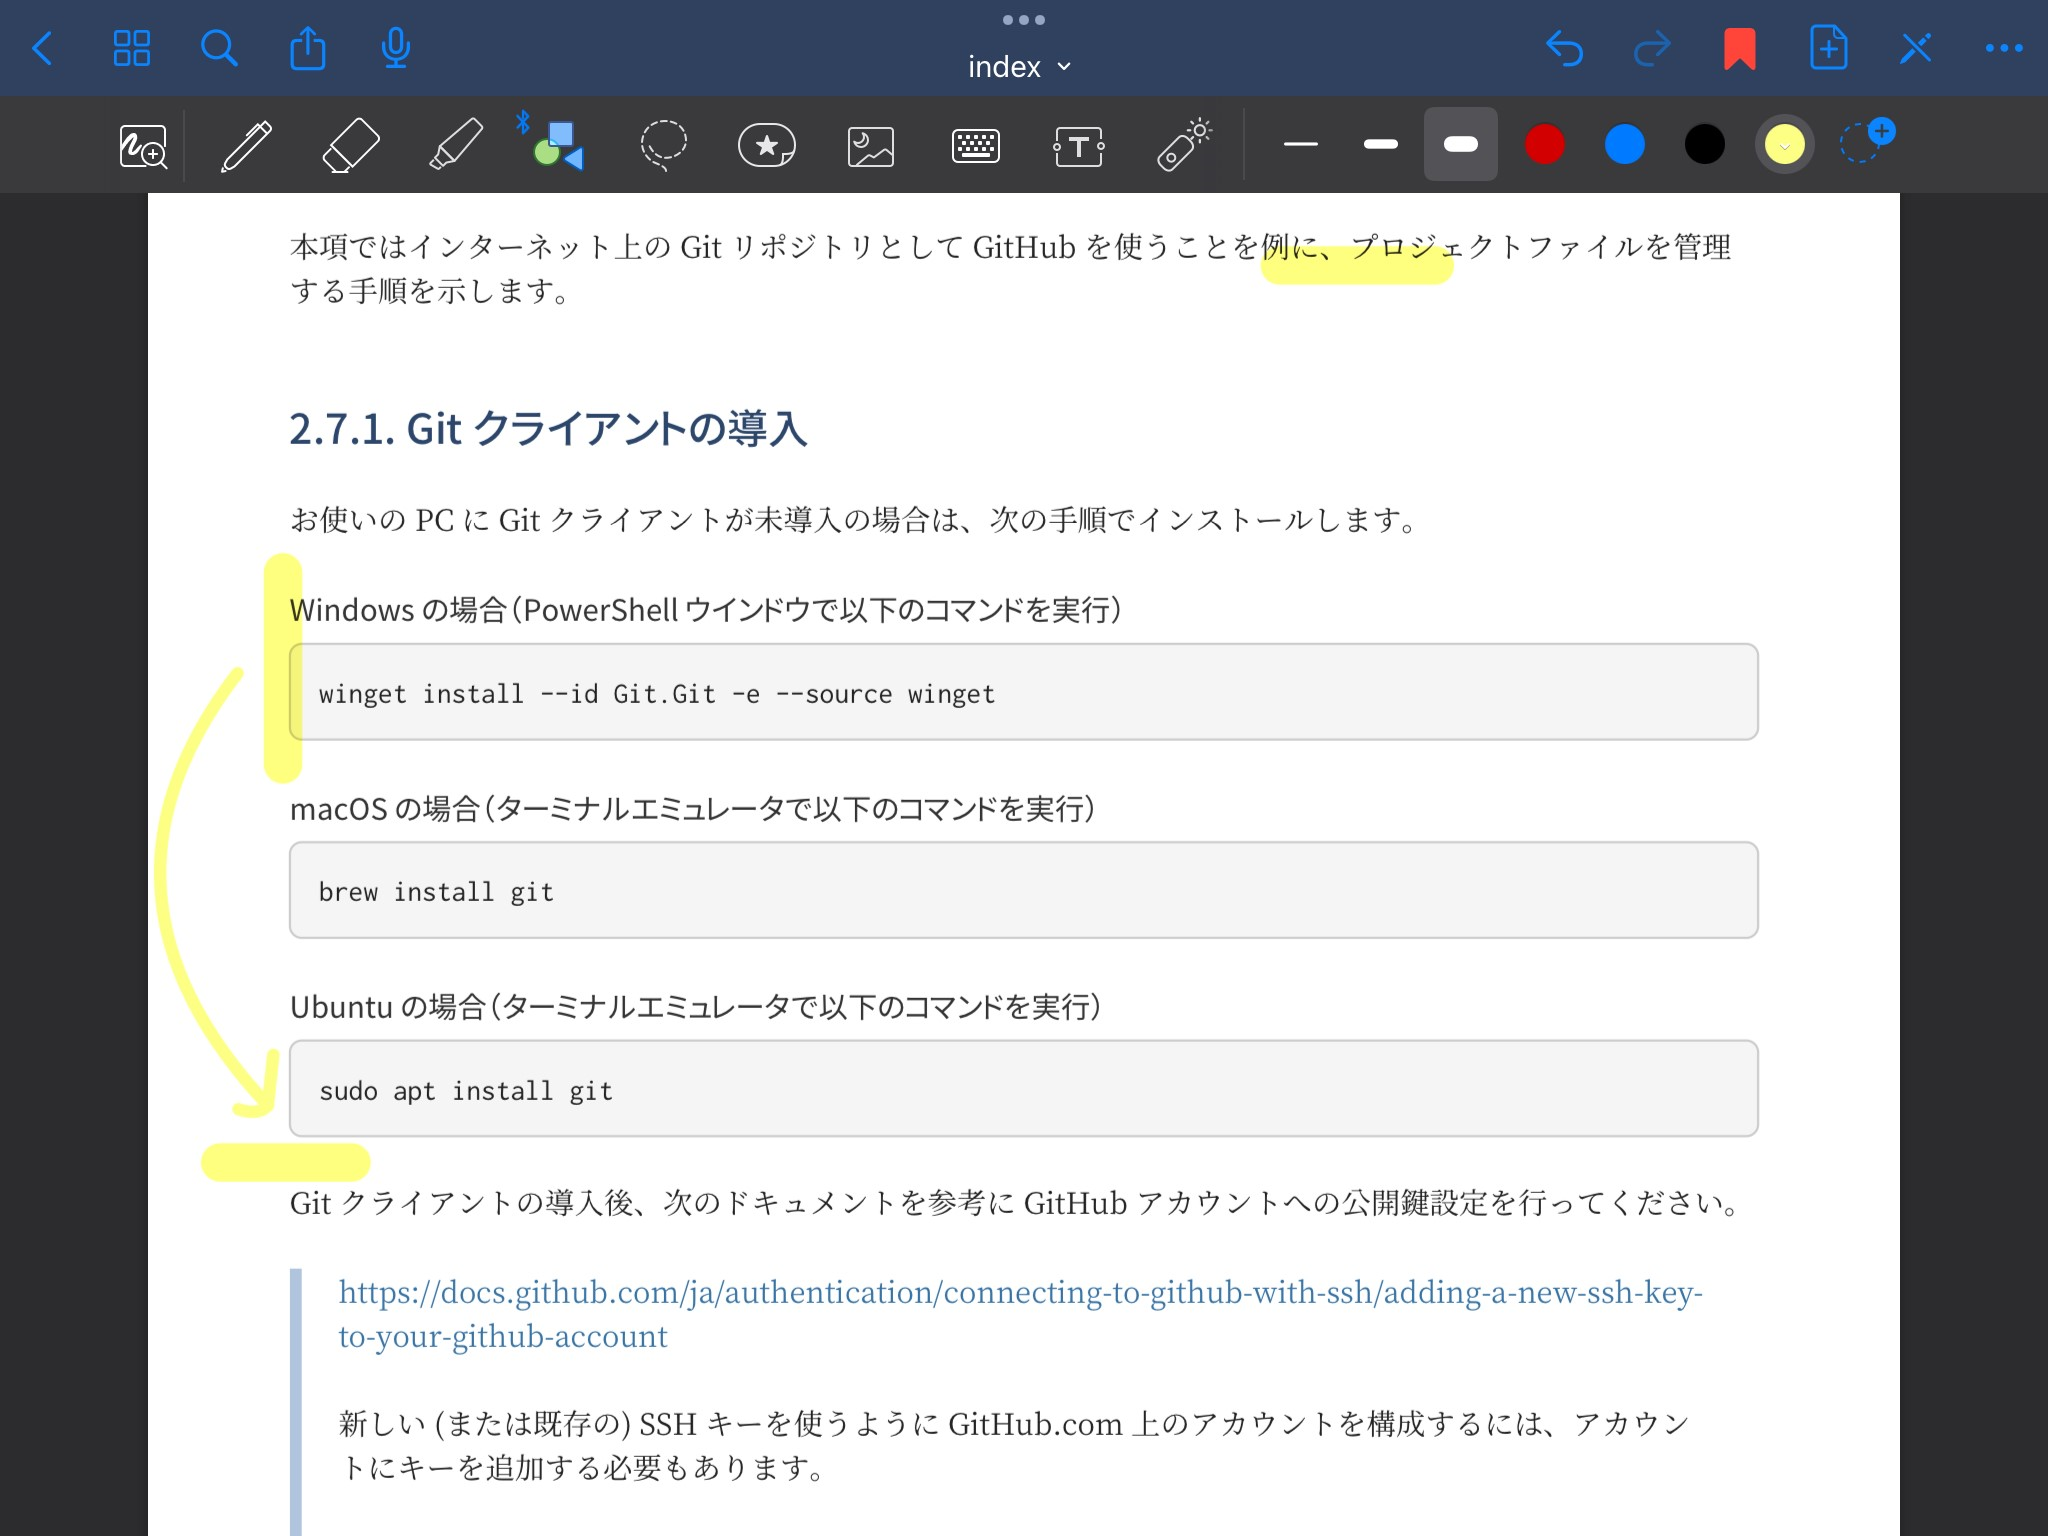 index
本項ではインターネット上の Git リポジトリとして GitHub を使うことを例に、プロジェクトファイルを管理
する手順を示します。
2.7.1. Git クライアントの導入
お使いの PC に Git クライアントが未導入の場合は、次の手順でインストールします。
Windows の場合（PowerShell ウインドウで以下のコマンドを実行）
winget install --id Git.Git -e --source winget
macOS の場合（ターミナルエミュレータで以下のコマンドを実行）
brew install git
Ubuntu の場合（ターミナルエミュレータで以下のコマンドを実行）
sudo apt install git
Git クライアントの導入後、次のドキュメントを参考に GitHub アカウントへの公開鍵設定を行ってください。
https://docs.github.com/ja/authentication/connecting-to-github-with-ssh/adding-a-new-ssh-key-
to-your-github-account
新しい (または既存の) SSH キーを使うように GitHub.com 上のアカウントを構成するには、アカウン
トにキーを追加する必要もあります。